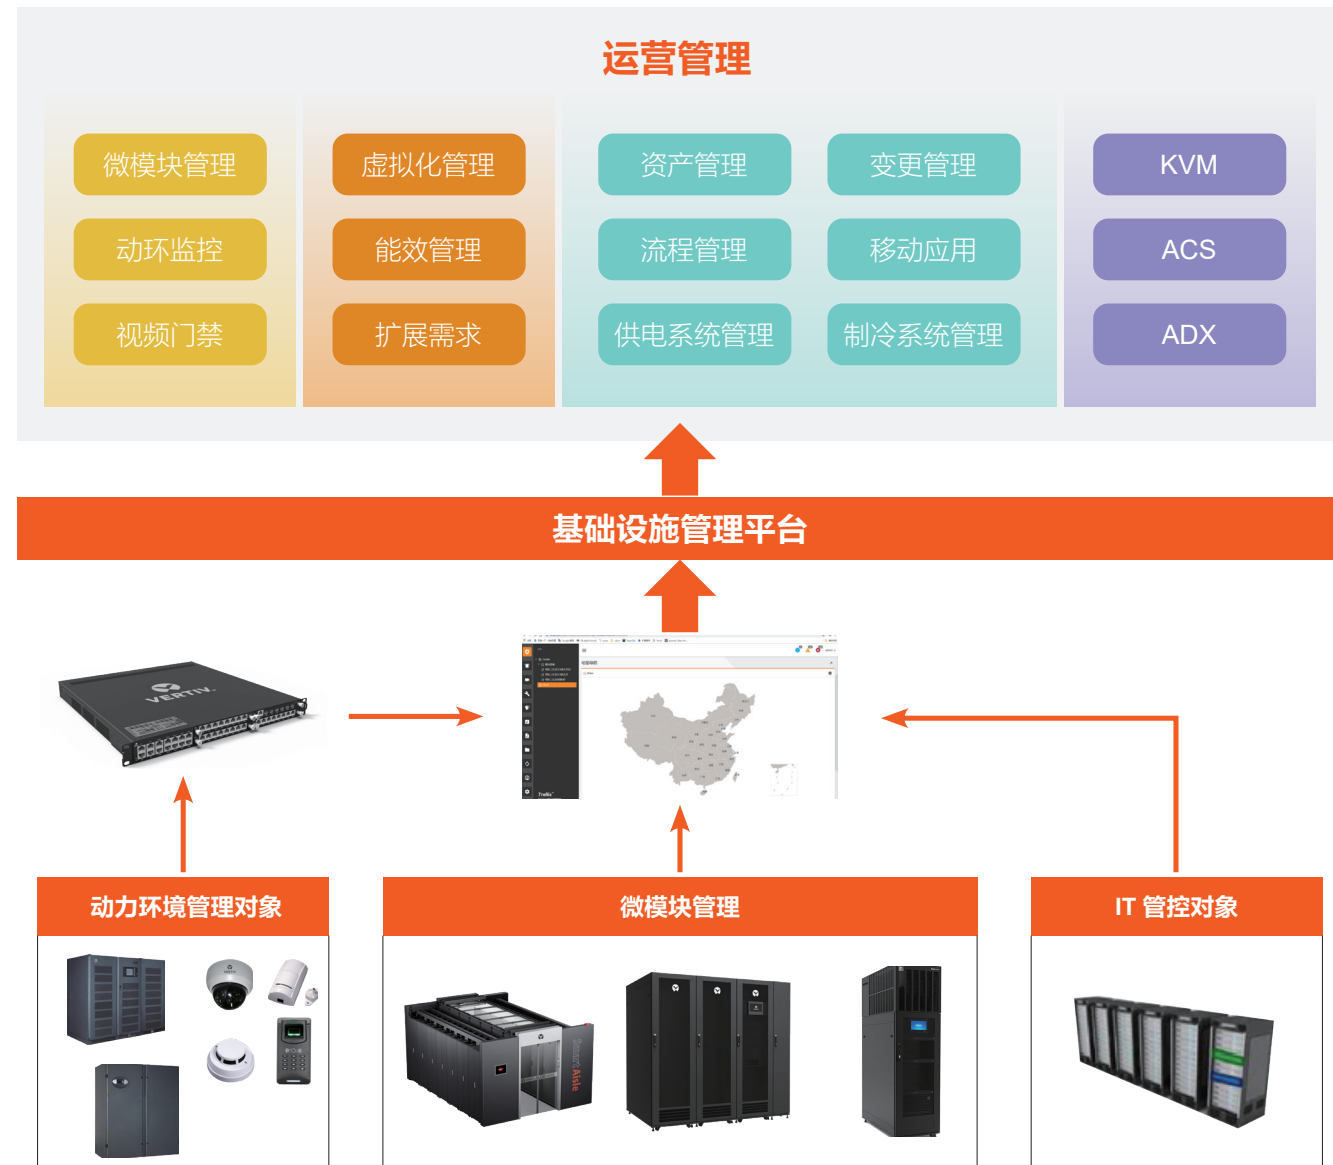 运营管理
微模块管理
虚拟化管理
资产管理
变更管理
KVM
动环监控
能效管理
流程管理
移动应用
ACS
视频门禁
扩展需求
供电系统管理
制冷系统管理
ADX
基础设施管理平台
VERTIV.
Trellis™
动力环境管理对象
微模块管理
IT 管控对象
SmartAisle